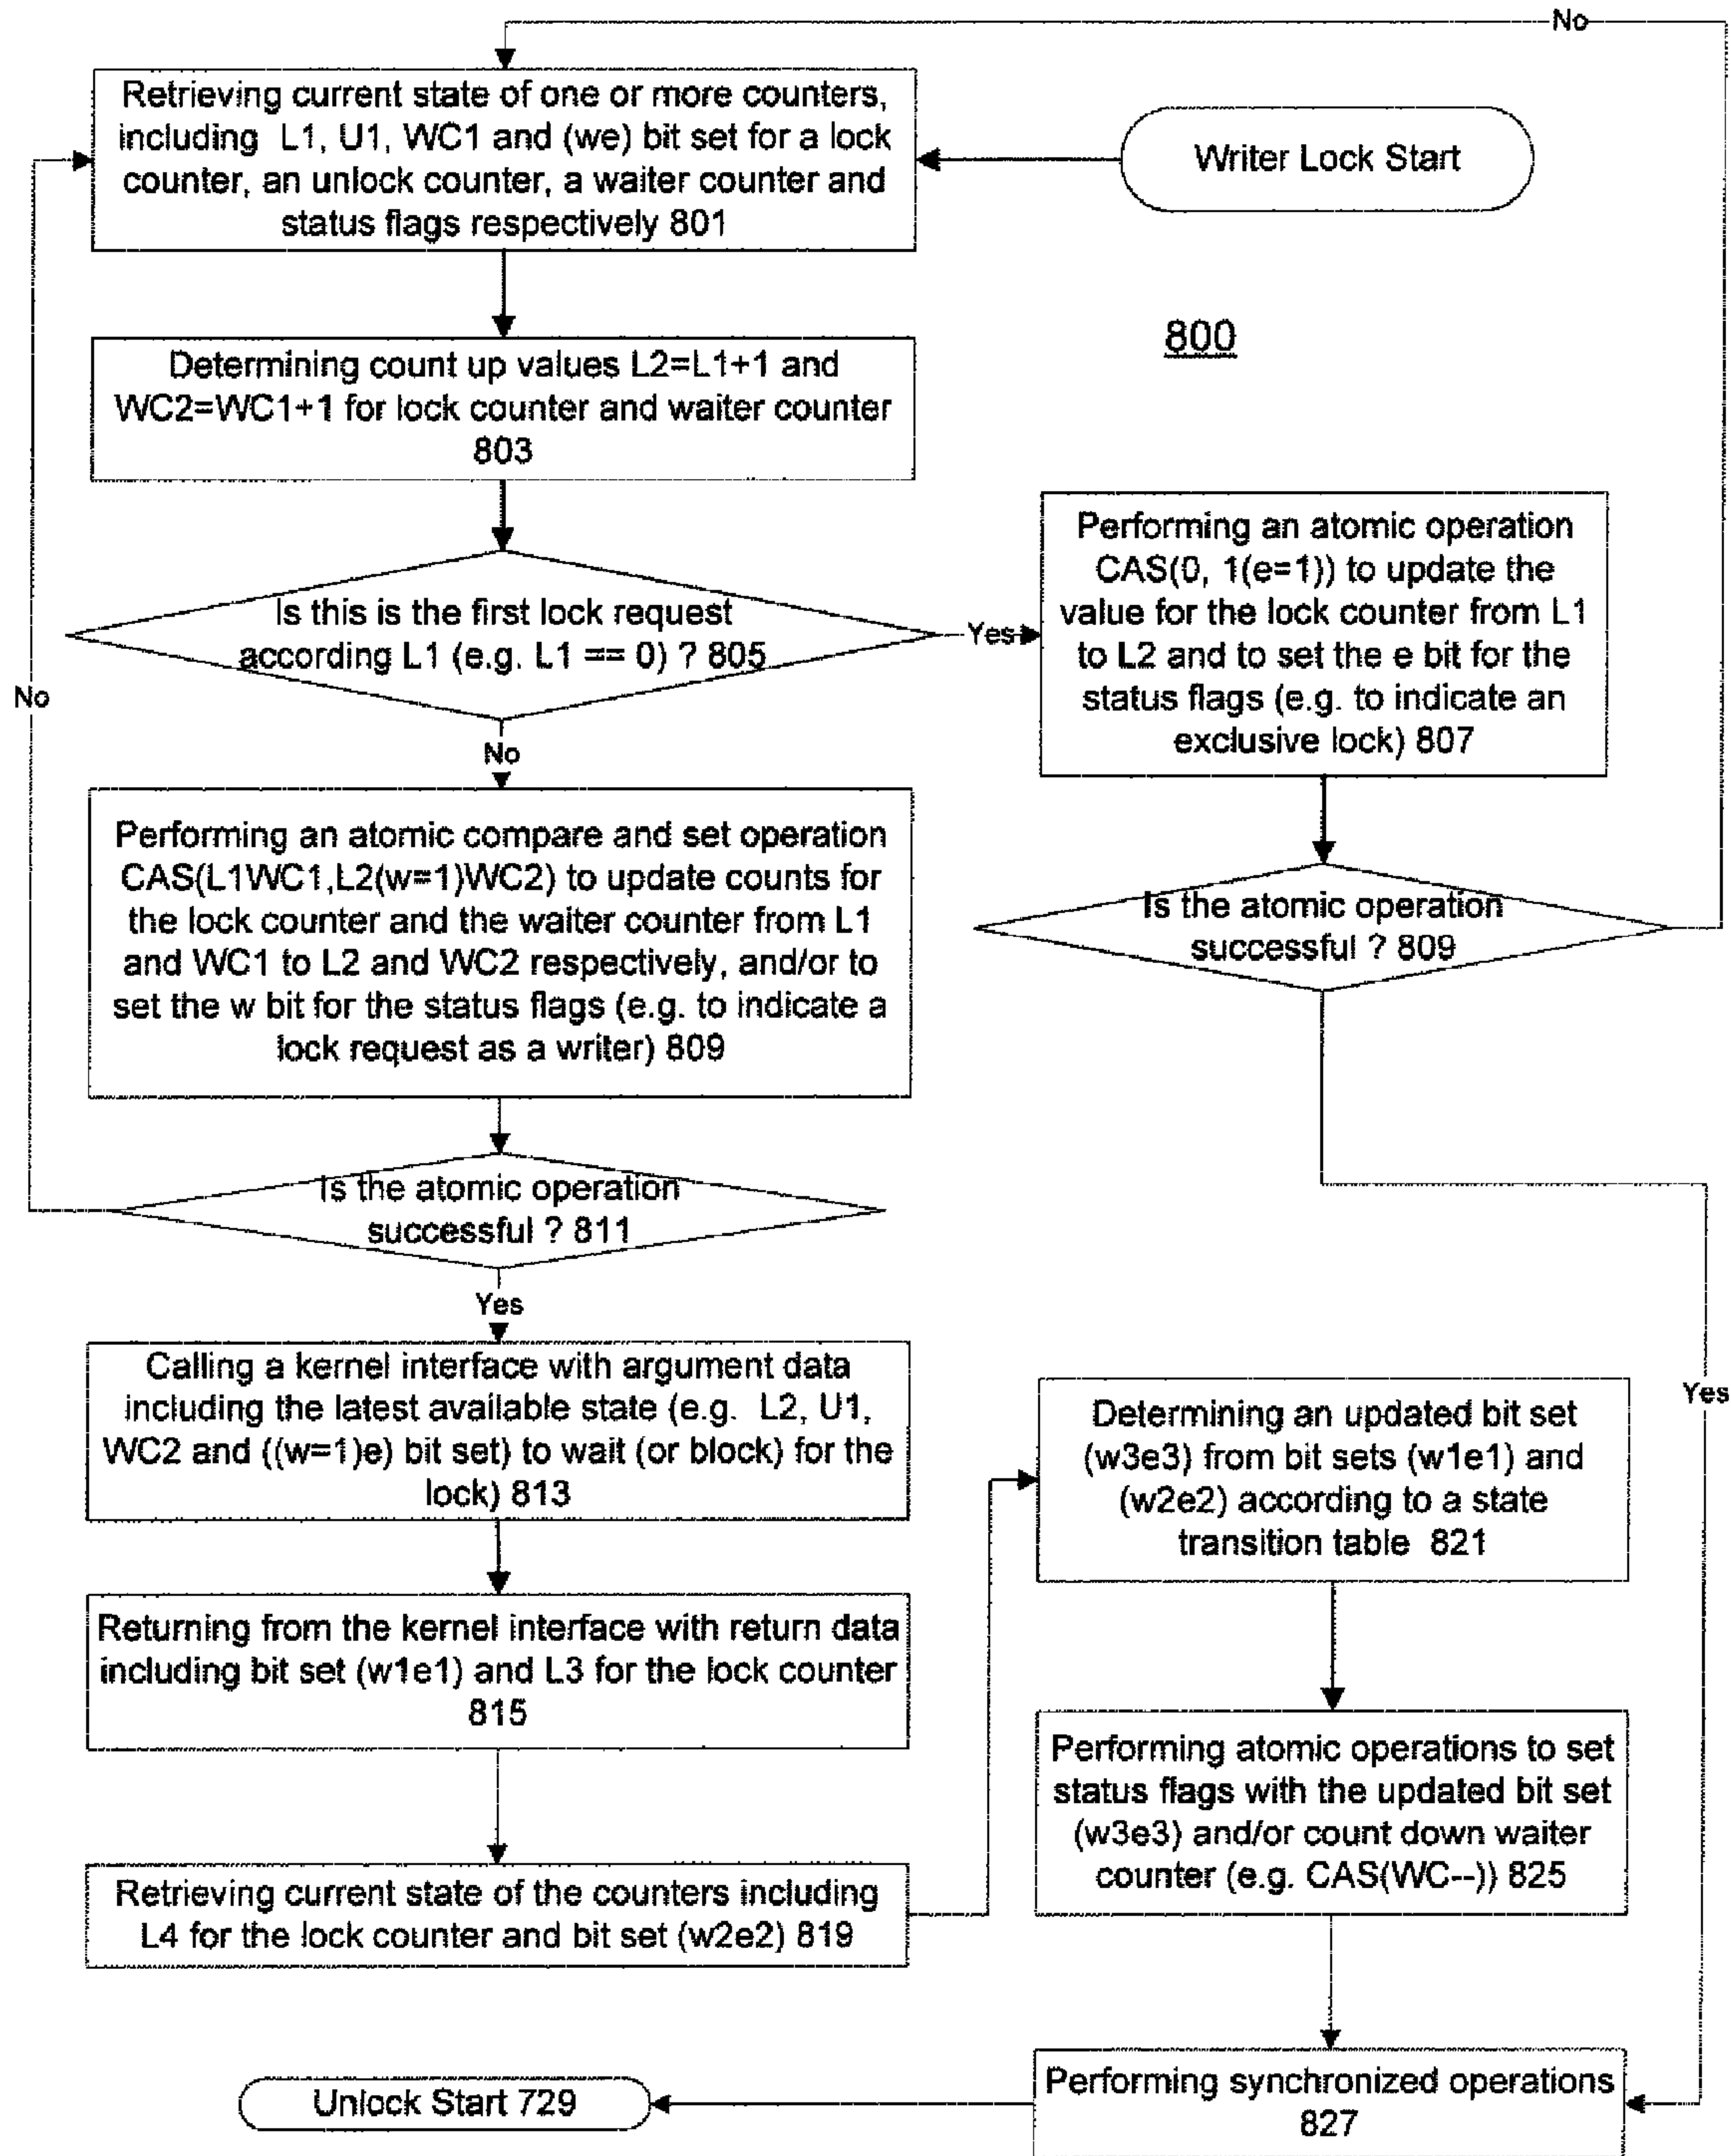 No
Retrieving current state of one or more counters,
including L1, U1, WC1 and (we) bit set for a lock
counter, an unlock counter, a waiter counter and
status flags respectively 801
Writer Lock Start
800
Determining count up values L2=L1+1 and
WC2=WC1+1 for lock counter and waiter counter
803
Is this is the first lock request
according L1 (e.g. L1 == 0) ? 805
Yes
Performing an atomic operation
CAS(0, 1(e=1)) to update the
value for the lock counter from L1
to L2 and to set the e bit for the
status flags (e.g. to indicate an
exclusive lock) 807
No
No
Performing an atomic compare and set operation
CAS(L1WC1,L2(w=1)WC2) to update counts for
the lock counter and the waiter counter from L1
and WC1 to L2 and WC2 respectively, and/or to
set the w bit for the status flags (e.g. to indicate a
lock request as a writer) 809
Is the atomic operation
successful ? 809
Is the atomic operation
successful ? 811
Yes
Yes
Calling a kernel interface with argument data
including the latest available state (e.g. L2, U1,
WC2 and ((w=1)e) bit set) to wait (or block) for the
lock) 813
Returning from the kernel interface with return data
including bit set (w1e1) and L3 for the lock counter
815
Retrieving current state of the counters including
L4 for the lock counter and bit set (w2e2) 819
Determining an updated bit set
(w3e3) from bit sets (w1e1) and
(w2e2) according to a state
transition table 821
Performing atomic operations to set
status flags with the updated bit set
(w3e3) and/or count down waiter
counter (e.g. CAS(WC--)) 825
Performing synchronized operations
827
Unlock Start 729